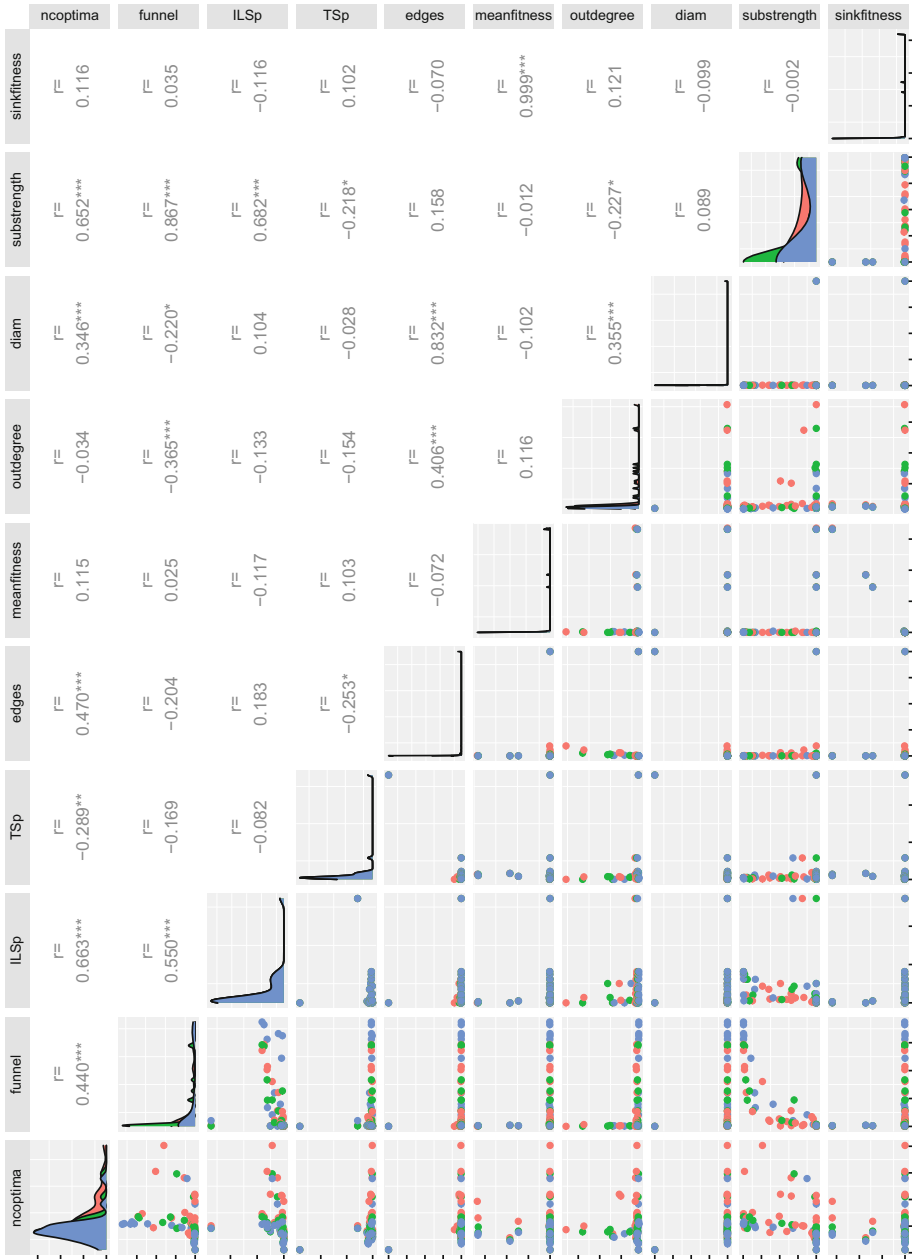 ncoptima
funnel
ILSp
TSp
edges
meanfitness
outdegree
diam
substrength
sinkfitness
sinkfitness
r=
0.116
r=
0.035
r=
−0.116
r=
0.102
r=
−0.070
r=
0.999***
r=
0.121
r=
−0.099
r=
−0.002
substrength
r=
0.652***
r=
0.867***
r=
0.682***
r=
−0.218*
r=
0.158
r=
−0.012
r=
−0.227*
r=
0.089
diam
r=
0.346***
r=
−0.220*
r=
0.104
r=
−0.028
r=
0.832***
r=
−0.102
r=
0.355***
outdegree
r=
−0.034
r=
−0.365***
r=
−0.133
r=
−0.154
r=
0.406***
r=
0.116
meanfitness
r=
0.115
r=
0.025
r=
−0.117
r=
0.103
r=
−0.072
edges
r=
0.470***
r=
−0.204
r=
0.183
r=
−0.253*
TSp
r=
−0.289**
r=
−0.169
r=
−0.082
ILSp
r=
0.663***
r=
0.550***
funnel
r=
0.440***
ncoptima